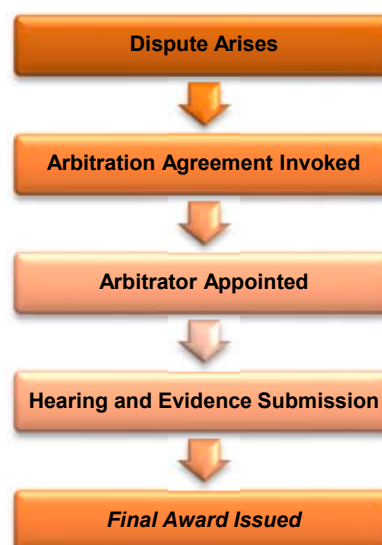 Dispute Arises
Arbitration Agreement Invoked
Arbitrator Appointed
Hearing and Evidence Submission
Final Award Issued